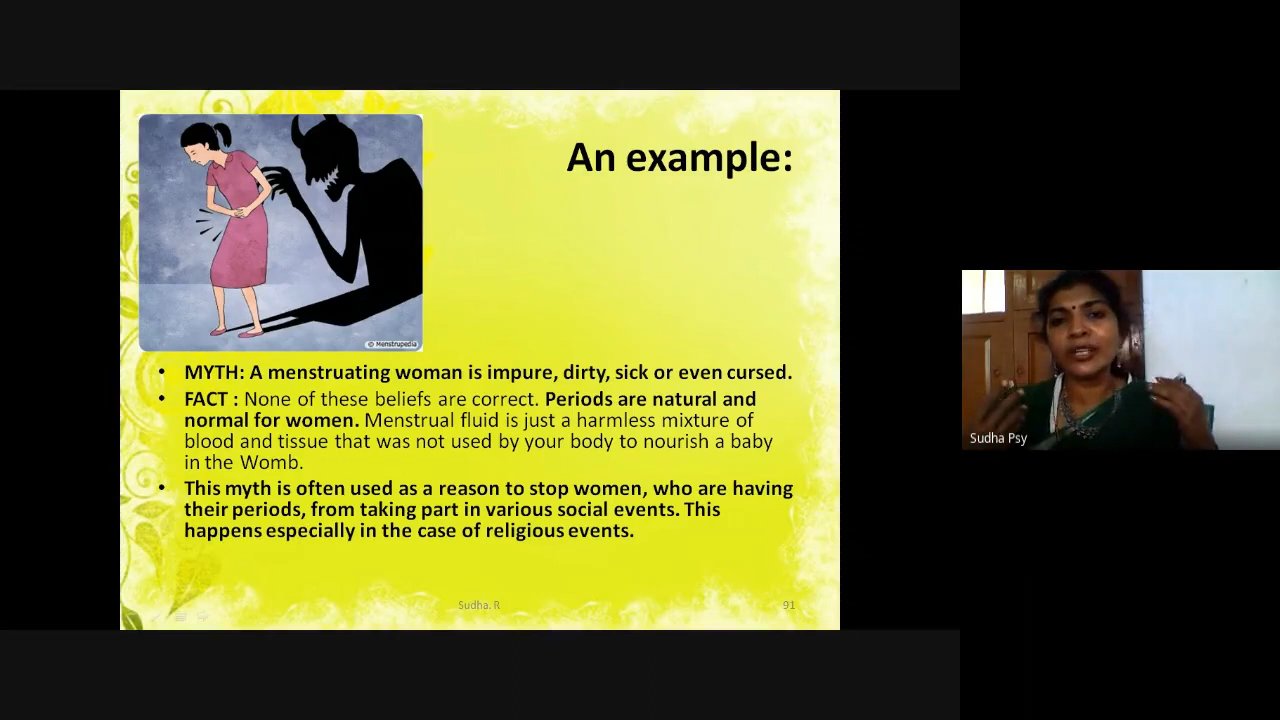 An example:
© Menstrupedia
• MYTH: A menstruating woman is impure, dirty, sick or even cursed.
• FACT : None of these beliefs are correct. Periods are natural and
normal for women. Menstrual fluid is just a harmless mixture of
blood and tissue that was not used by your body to nourish a baby
in the Womb.
• This myth is often used as a reason to stop women, who are having
their periods, from taking part in various social events. This
happens especially in the case of religious events.
Sudha. R
91
Sudha Psy